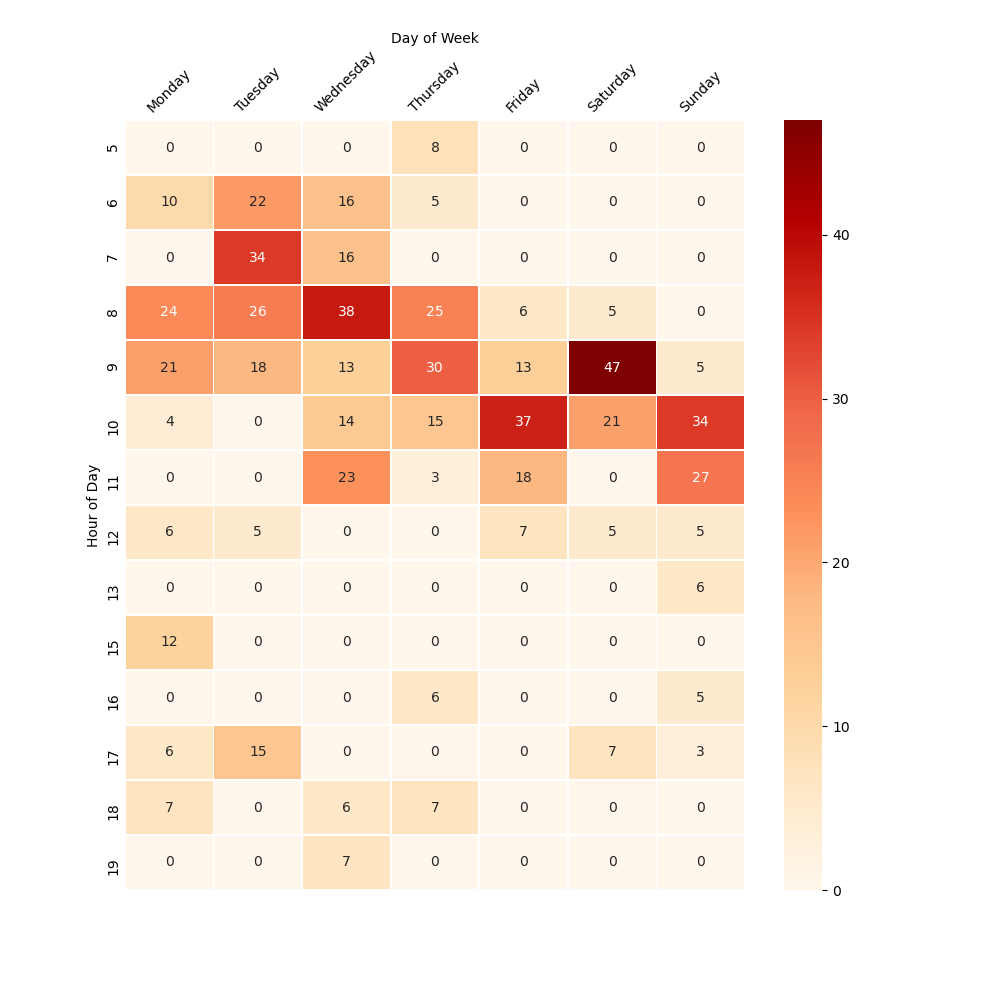 Day of Week
Monday Tuesday Wednesday Thursday Friday Saturday Sunday
Hour of Day
5 0 0 0 8 0 0 0
6 10 22 16 5 0 0 0
7 0 34 16 0 0 0 0
8 24 26 38 25 6 5 0
9 21 18 13 30 13 47 5
10 4 0 14 15 37 21 34
11 0 0 23 3 18 0 27
12 6 5 0 0 7 5 5
13 0 0 0 0 0 0 6
15 12 0 0 0 0 0 0
16 0 0 0 6 0 0 5
17 6 15 0 0 0 7 3
18 7 0 6 7 0 0 0
19 0 0 7 0 0 0 0
40
30
20
10
0